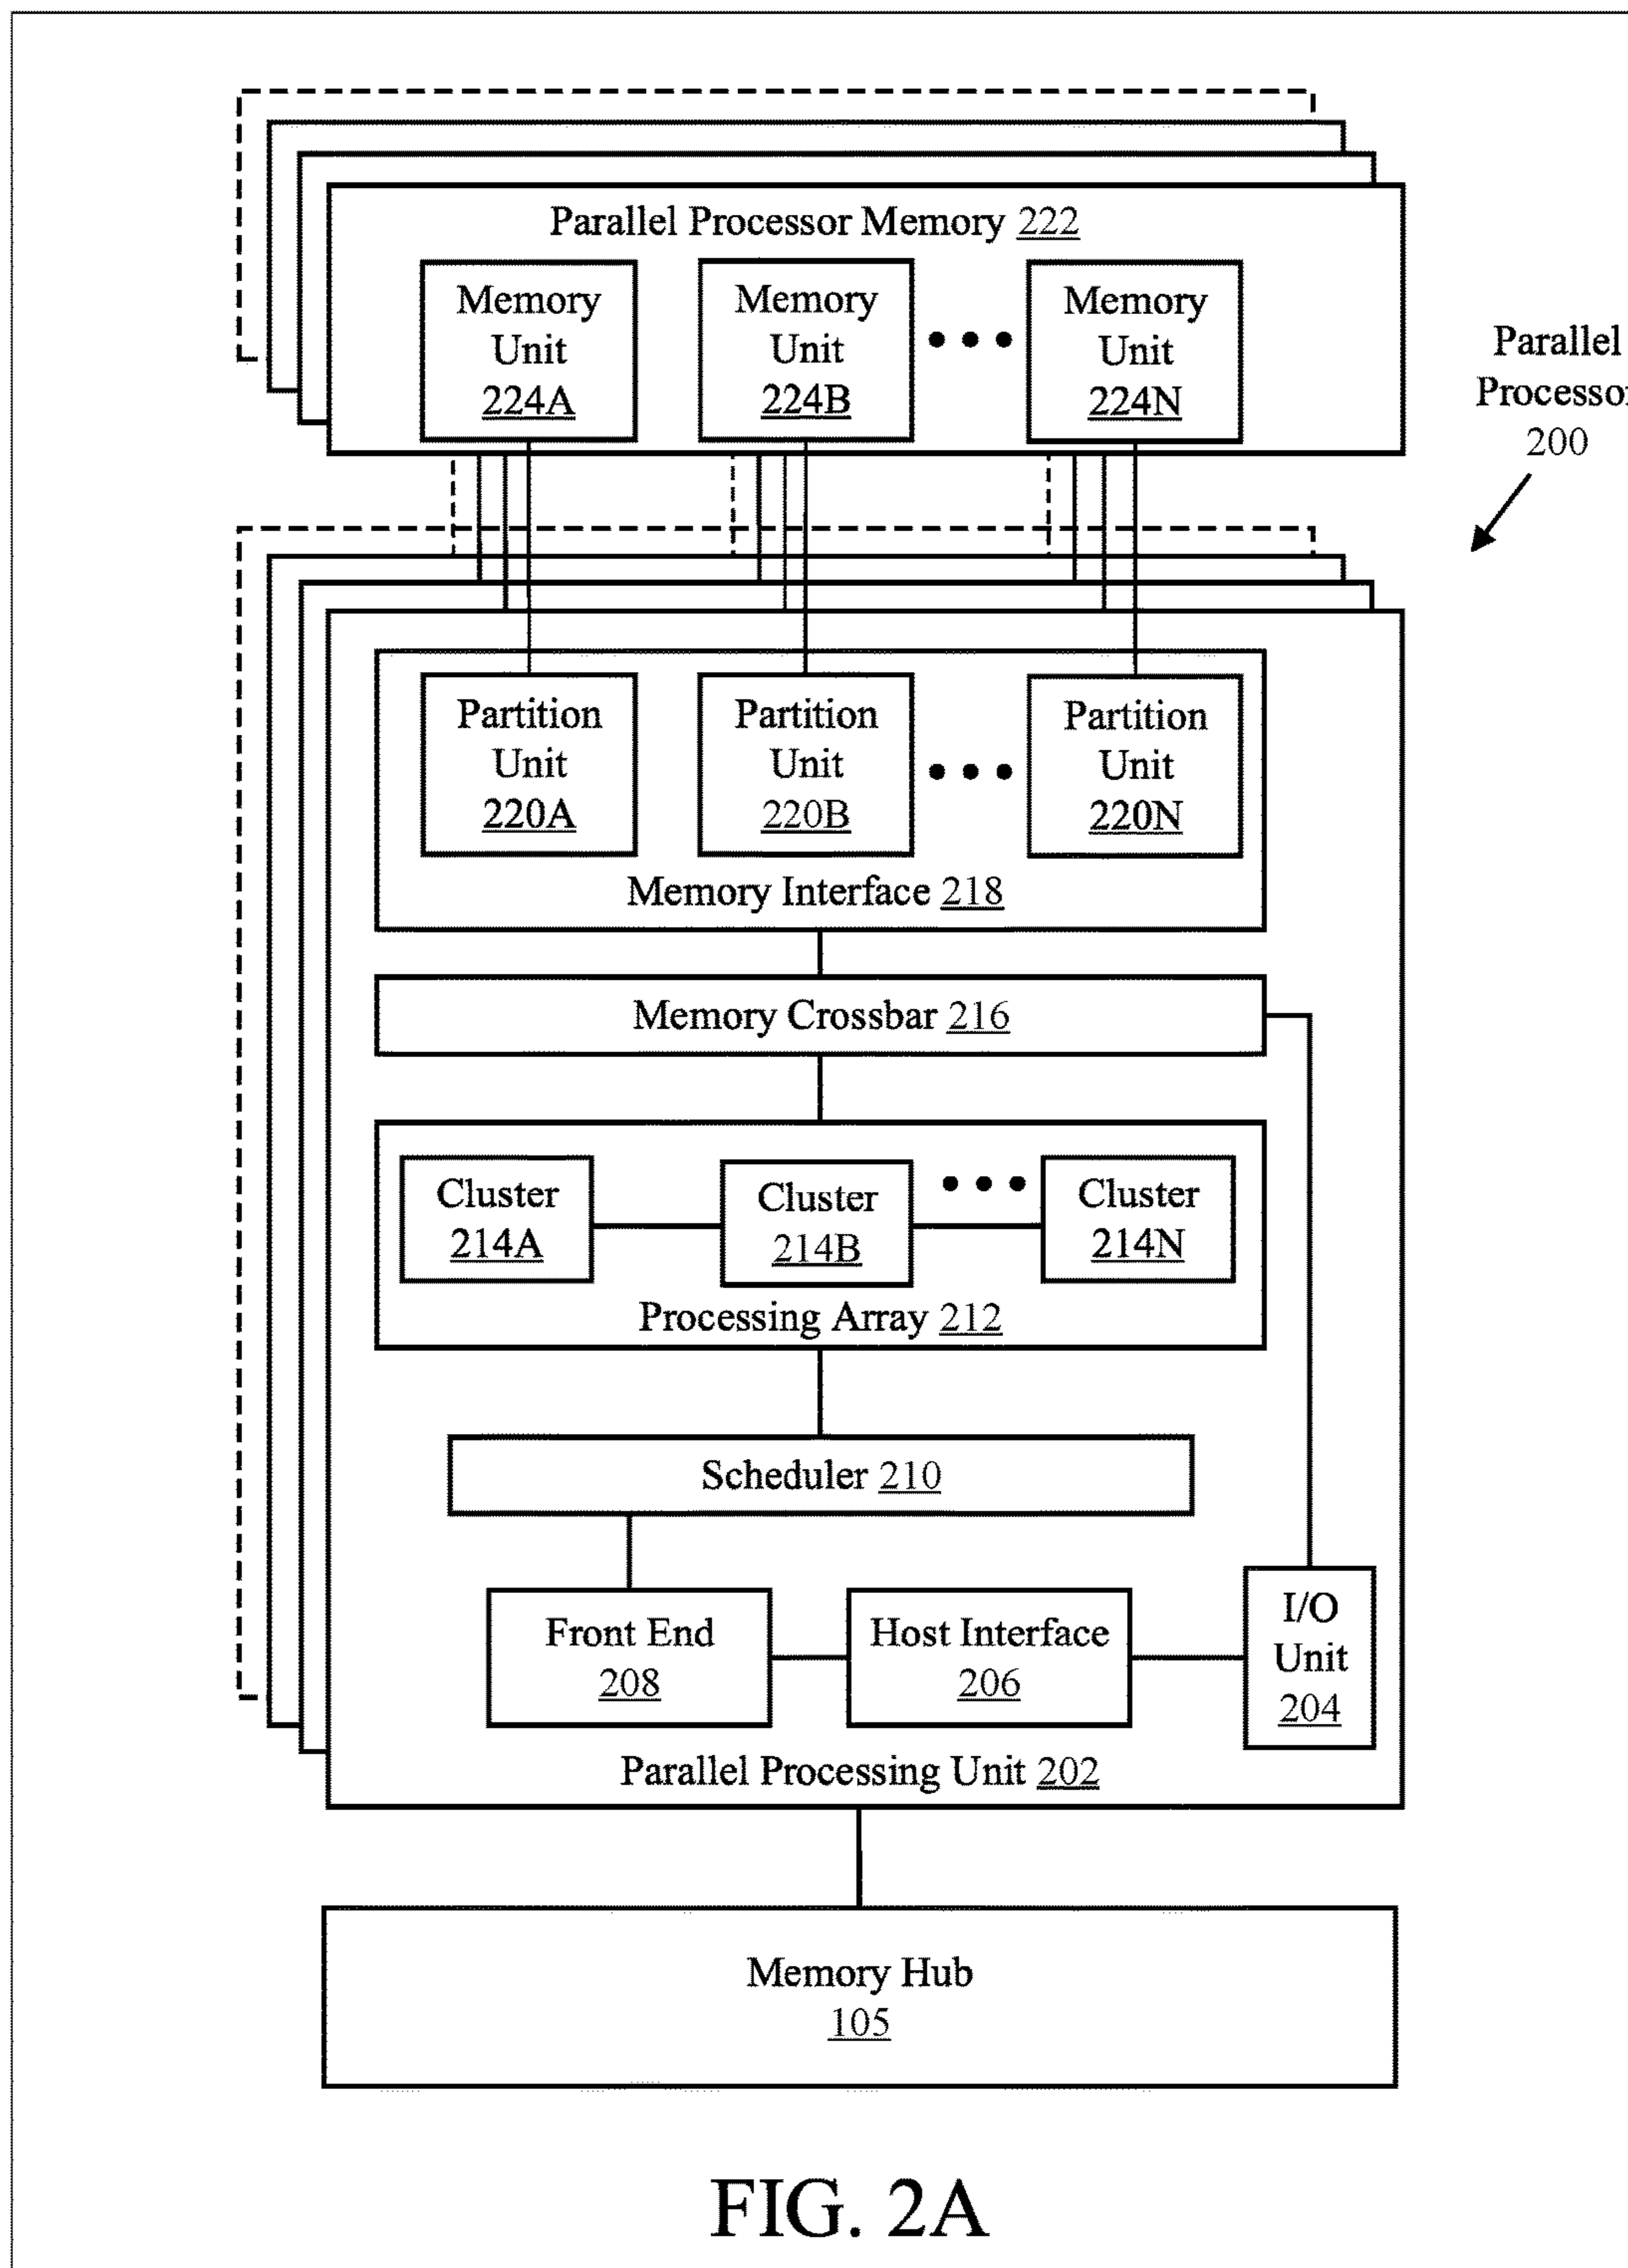 Parallel Processor Memory 222
Memory
Unit
224A
Memory
Unit
224B
Memory
Unit
224N
Parallel
Processor
200
Partition
Unit
220A
Partition
Unit
220B
Partition
Unit
220N
Memory Interface 218
Memory Crossbar 216
Cluster
214A
Cluster
214B
Cluster
214N
Processing Array 212
Scheduler 210
Front End
208
Host Interface
206
I/O
Unit
204
Parallel Processing Unit 202
Memory Hub
105
FIG. 2A